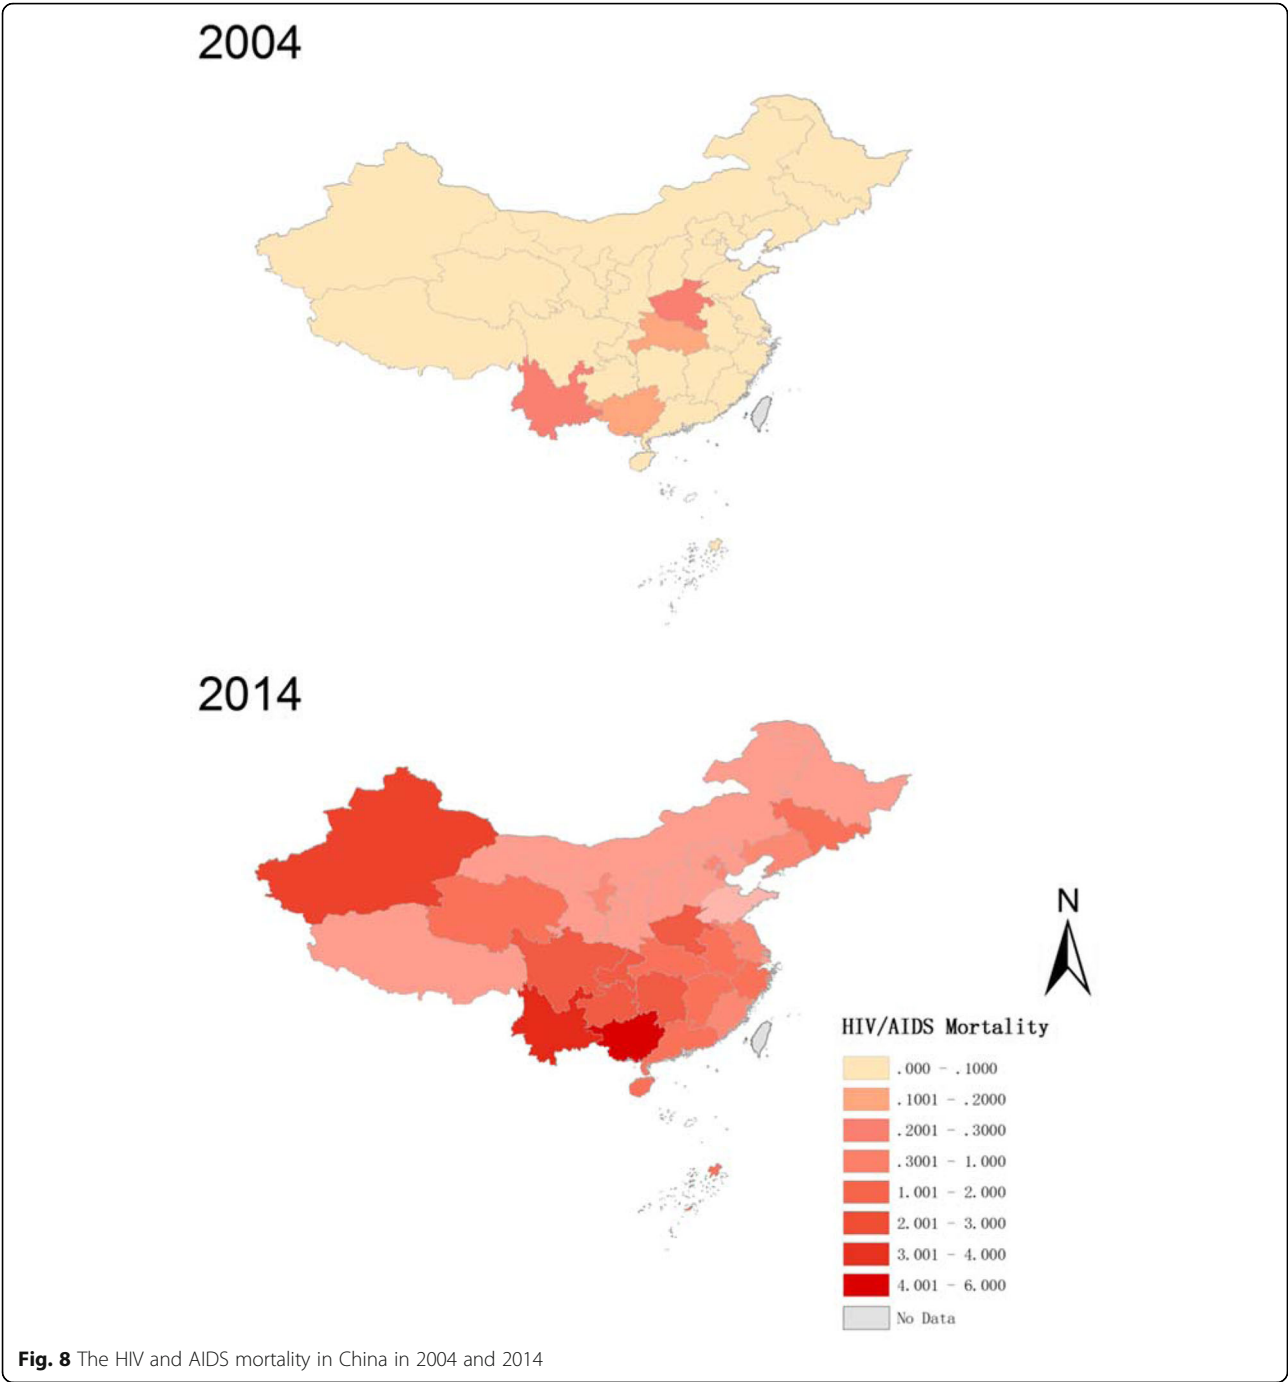 2004
2014
N
HIV/AIDS Mortality
.000 - .1000
.1001 - .2000
.2001 - .3000
.3001 - 1.000
1.001 - 2.000
2.001 - 3.000
3.001 - 4.000
4.001 - 6.000
No Data
Fig. 8 The HIV and AIDS mortality in China in 2004 and 2014